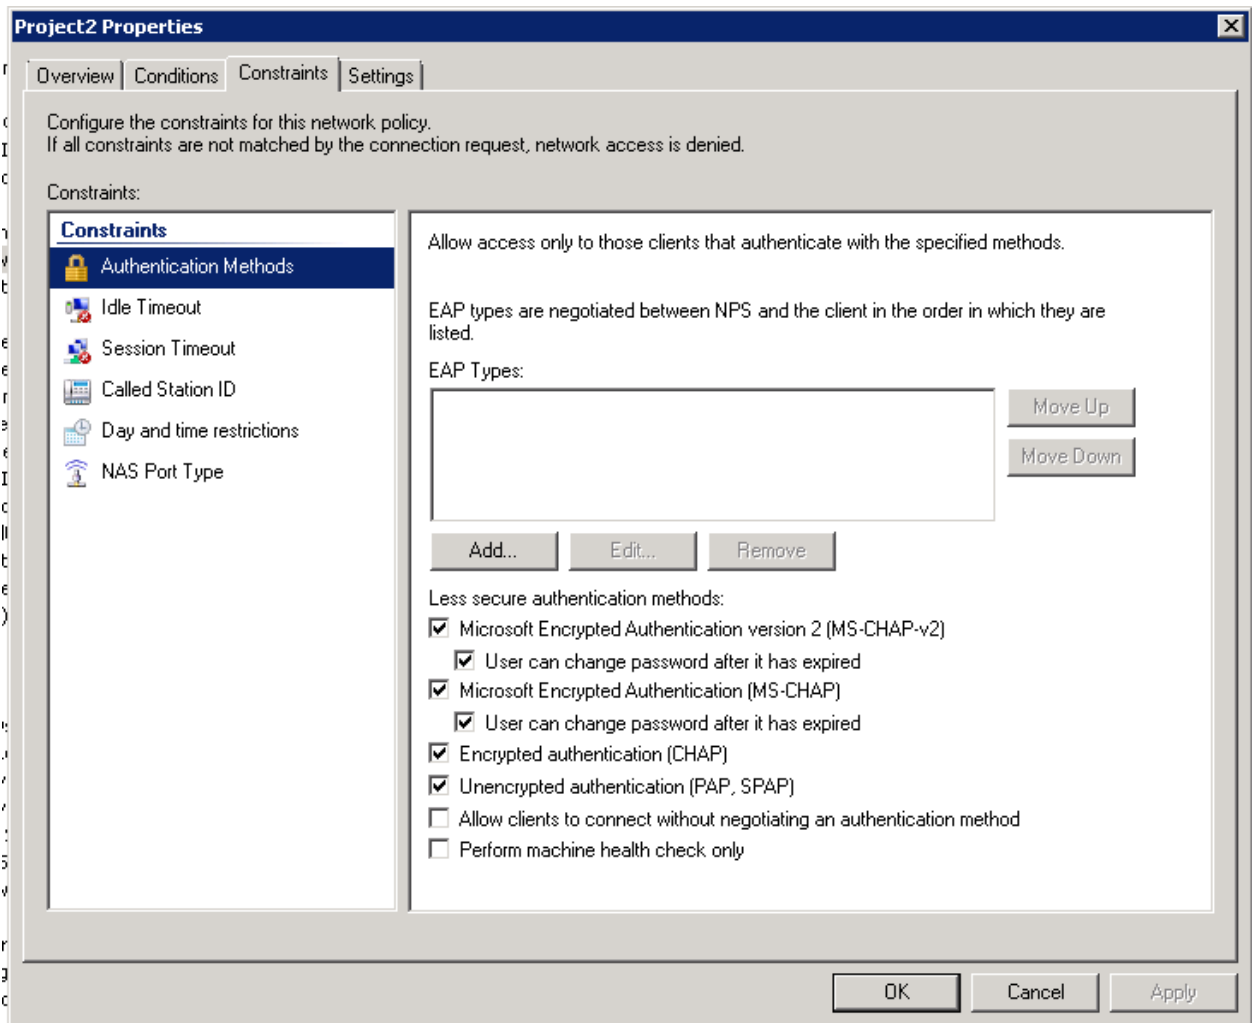 Project2 Properties
Overview
Conditions
Constraints
Settings
Configure the constraints for this network policy.
If all constraints are not matched by the connection request, network access is denied.
Constraints:
Constraints
Authentication Methods
Idle Timeout
Session Timeout
Called Station ID
Day and time restrictions
NAS Port Type
Allow access only to those clients that authenticate with the specified methods.
EAP types are negotiated between NPS and the client in the order in which they are
listed.
EAP Types:
Move Up
Move Down
Add...
Edit...
Remove
Less secure authentication methods:
Microsoft Encrypted Authentication version 2 (MS-CHAP-v2)
User can change password after it has expired
Microsoft Encrypted Authentication (MS-CHAP)
User can change password after it has expired
Encrypted authentication (CHAP)
Unencrypted authentication (PAP, SPAP)
Allow clients to connect without negotiating an authentication method
Perform machine health check only
OK
Cancel
Apply